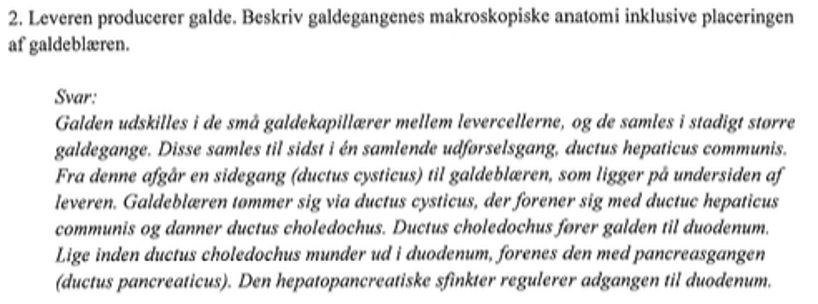 2. Leveren producerer galde. Beskriv galdegangenes makroskopiske anatomi inklusive placeringen
af galdeblæren.
Svar:
Galden udskilles i de små galdekapillærer mellem levercellerne, og de samles i stadigt større
galdegange. Disse samles til sidst i én samlende udførselsgang, ductus hepaticus communis.
Fra denne afgår en sidegang (ductus cysticus) til galdeblæren, som ligger på undersiden af
leveren. Galdeblæren tømmer sig via ductus cysticus, der forener sig med ductuc hepaticus
communis og danner ductus choledochus. Ductus choledochus fører galden til duodenum.
Lige inden ductus choledochus munder ud i duodenum, forenes den med pancreasgangen
(ductus pancreaticus). Den hepatopancreatiske sfinkter regulerer adgangen til duodenum.